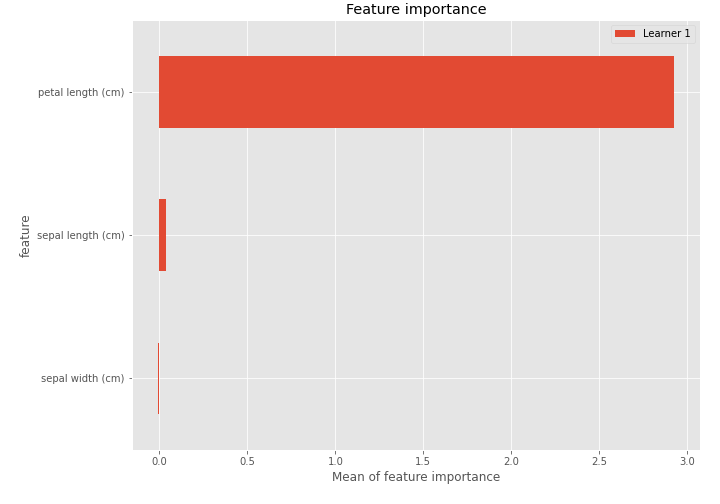 Feature importance
Learner 1
petal length (cm)
sepal length (cm)
sepal width (cm)
feature
0.0 0.5 1.0 1.5 2.0 2.5 3.0
Mean of feature importance